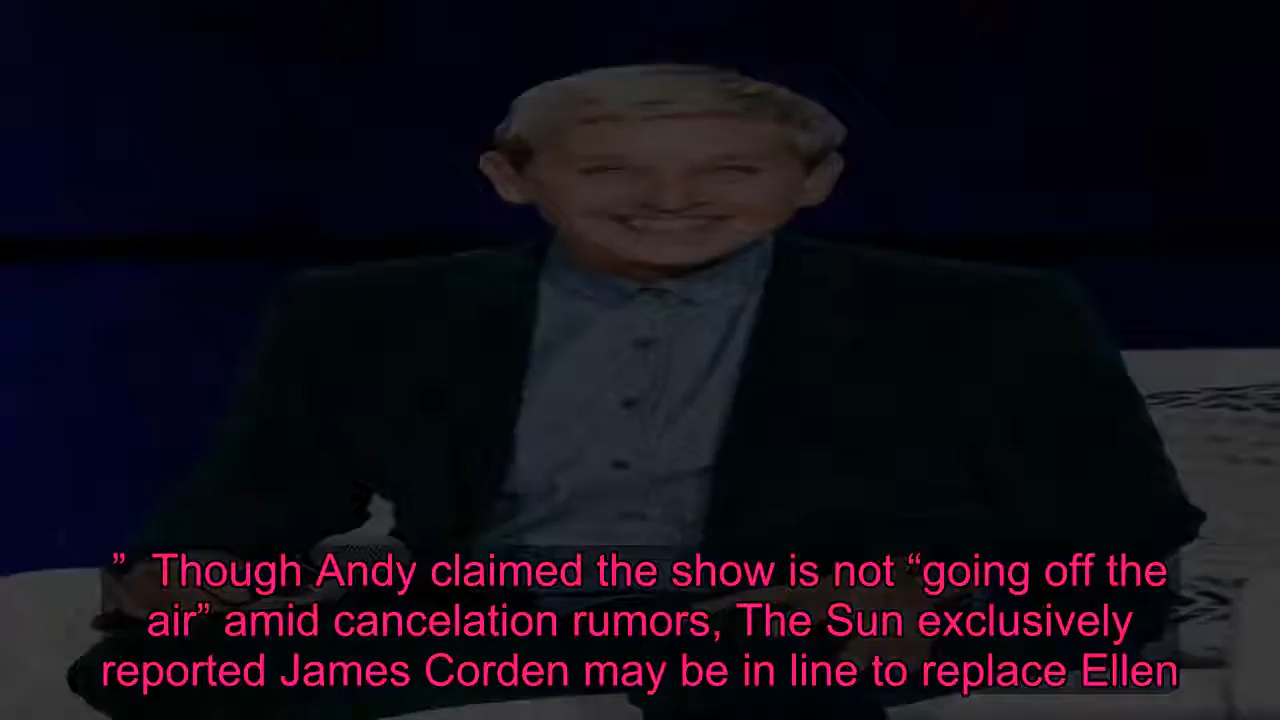 ” Though Andy claimed the show is not “going off the
air” amid cancelation rumors, The Sun exclusively
reported James Corden may be in line to replace Ellen